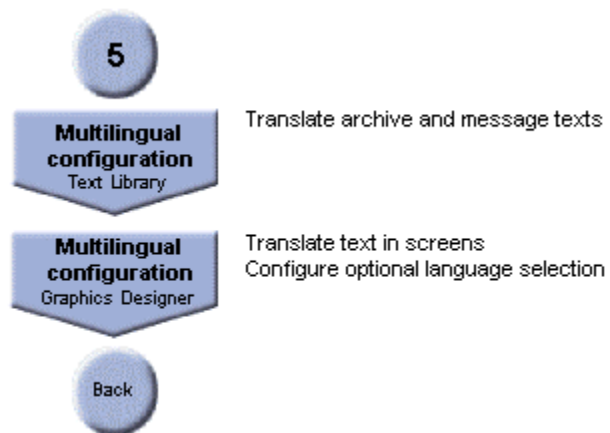 5
Multilingual
configuration
Text Library
Translate archive and message texts
Multilingual
configuration
Graphics Designer
Translate text in screens
Configure optional language selection
Back